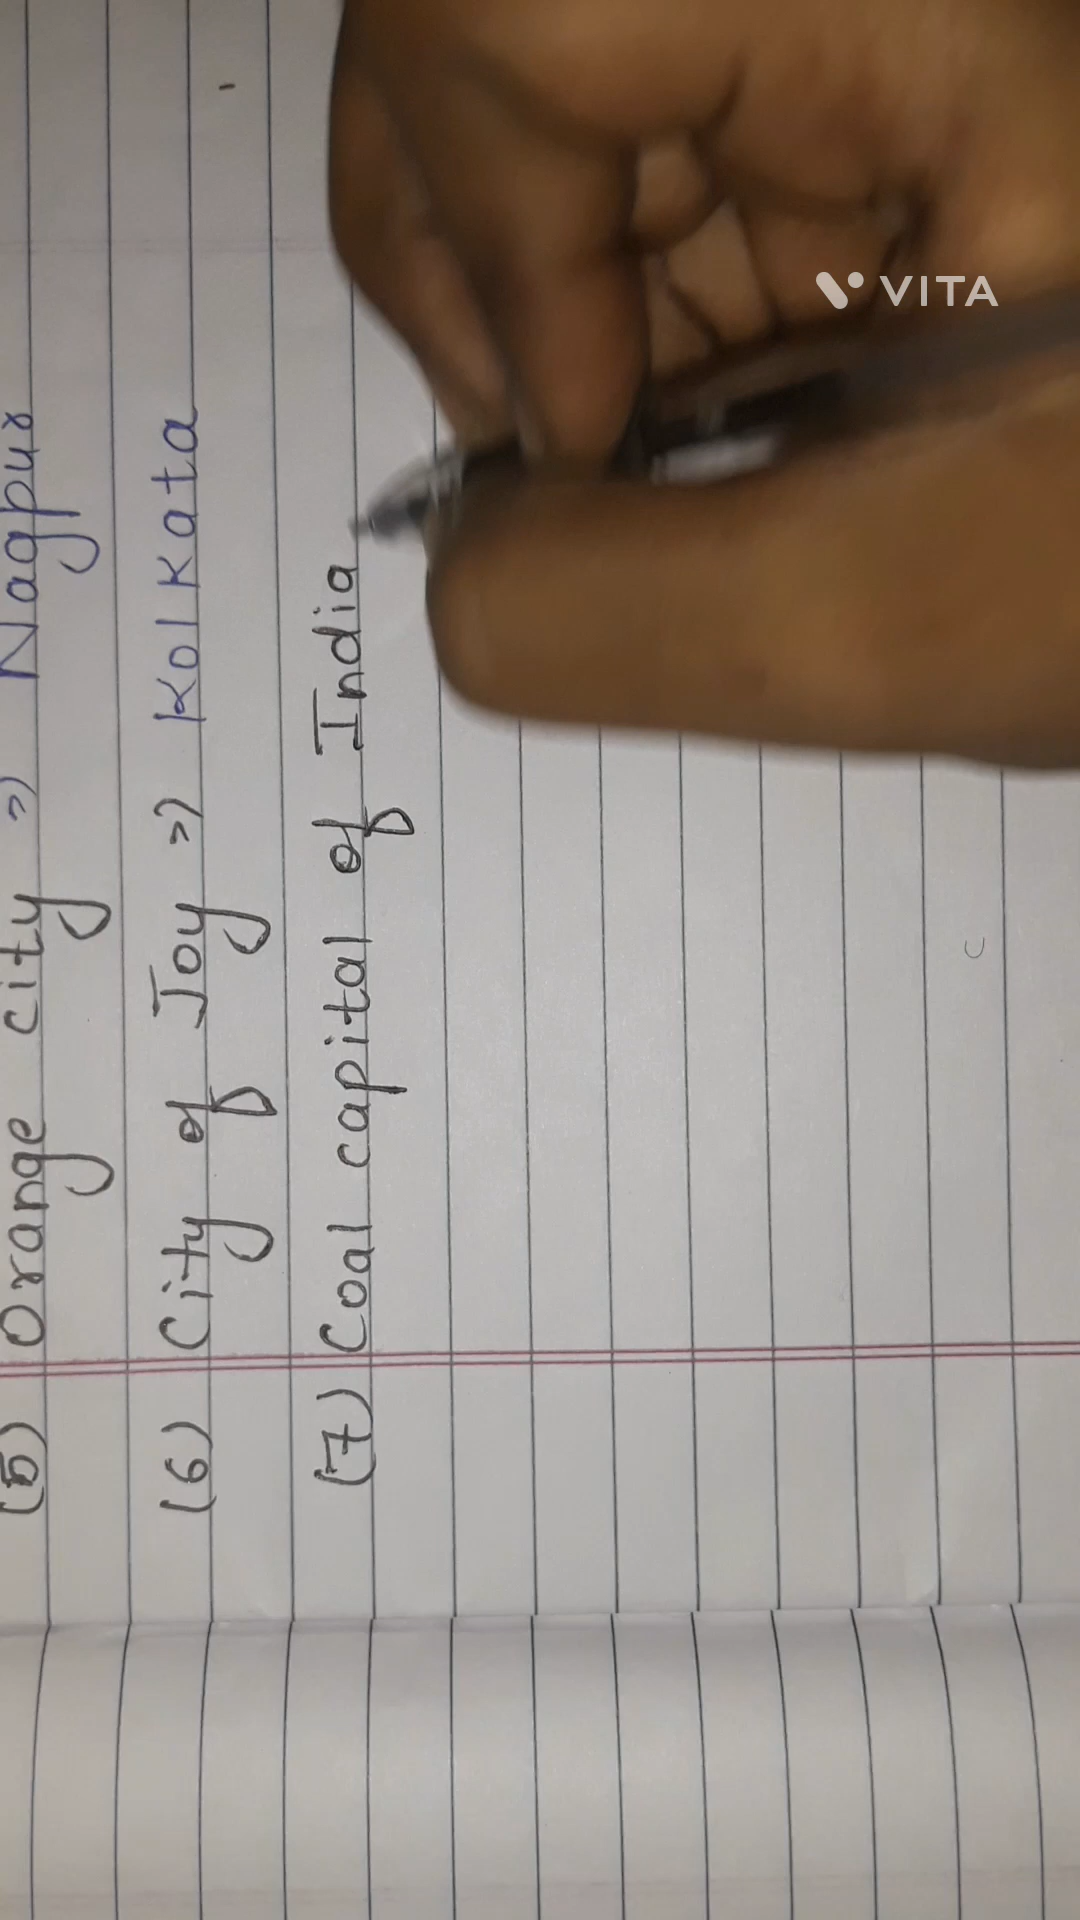 (5) Orange city => Nagpur
(6) City of Joy => Kolkata
(7) Coal capital of India
VITA